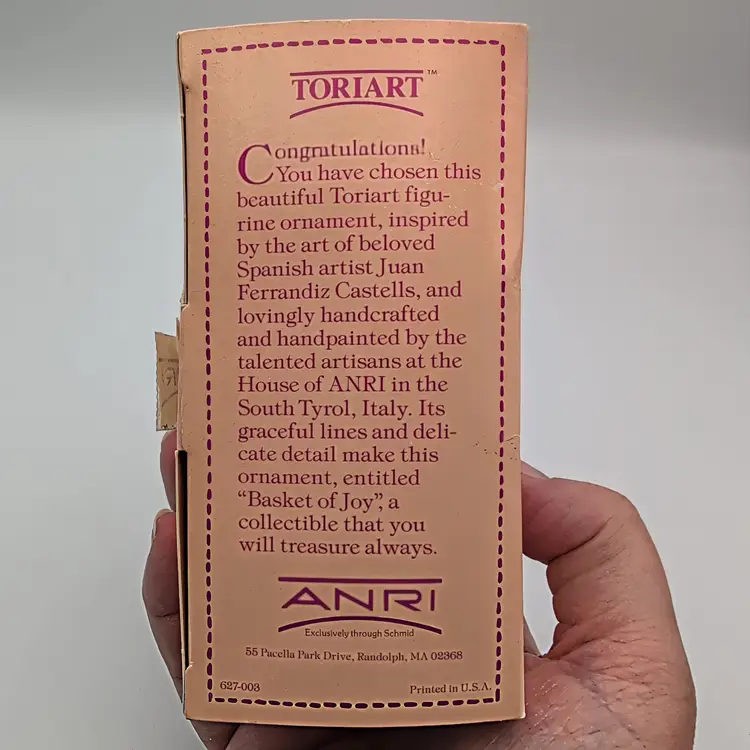 TORIART™
Congratulations!
You have chosen this
beautiful Toriart figu-
rine ornament, inspired
by the art of beloved
Spanish artist Juan
Ferrandiz Castells, and
lovingly handcrafted
and handpainted by the
talented artisans at the
House of ANRI in the
South Tyrol, Italy. Its
graceful lines and deli-
cate detail make this
ornament, entitled
“Basket of Joy”, a
collectible that you
will treasure always.
ANRI
Exclusively through Schmid
55 Pacella Park Drive, Randolph, MA 02368
627-003
Printed in U.S.A.